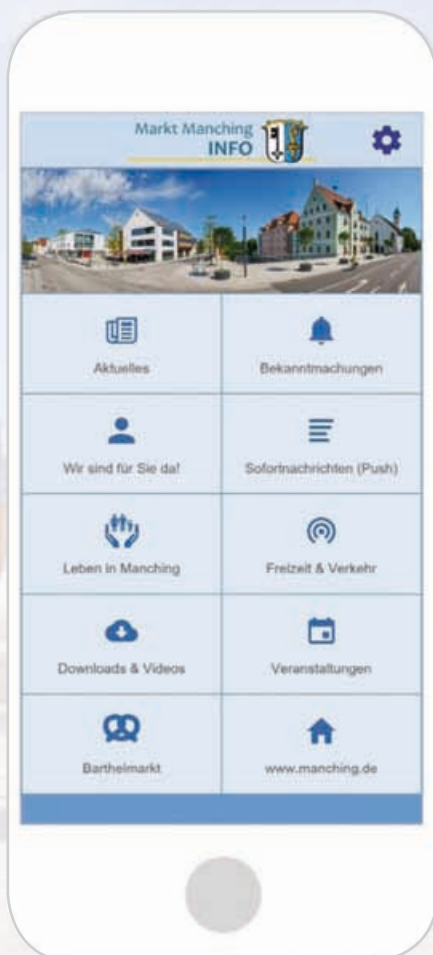 Markt Manching
INFO
Aktuelles
Bekanntmachungen
Wir sind für Sie da!
Sofortnachrichten (Push)
Leben in Manching
Freizeit & Verkehr
Downloads & Videos
Veranstaltungen
Barthelmarkt
www.manching.de